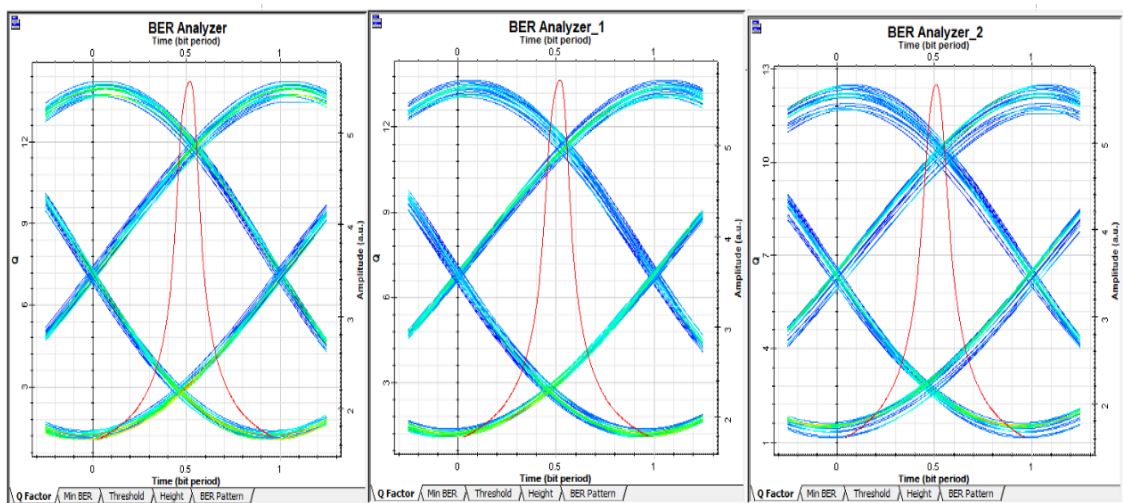 BER Analyzer
Time (bit period)
0 0.5 1
Q
12
9
6
3
Amplitude (a.u.)
5
4
3
2
0 0.5 1
Time (bit period)
Q Factor Min BER Threshold Height BER Pattern
BER Analyzer_1
Time (bit period)
0 0.5 1
Q
12
9
6
3
Amplitude (a.u.)
5
4
3
2
0 0.5 1
Time (bit period)
Q Factor Min BER Threshold Height BER Pattern
BER Analyzer_2
Time (bit period)
0 0.5 1
Q
13
10
7
4
1
Amplitude (a.u.)
5
4
3
2
0 0.5 1
Time (bit period)
Q Factor Min BER Threshold Height BER Pattern